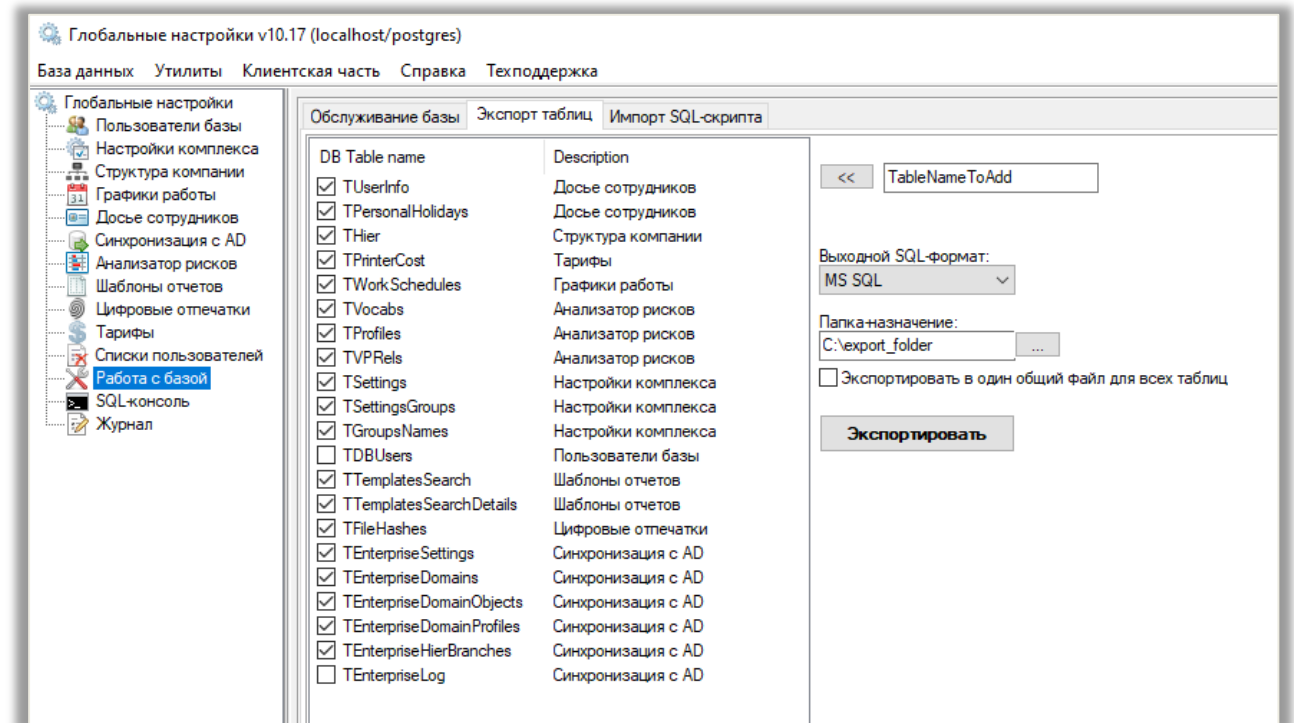 Глобальные настройки v10.17 (localhost/postgres)
База данных Утилиты Клиентская часть Справка Техподдержка
Глобальные настройки
Пользователи базы
Настройки комплекса
Структура компании
31 Графики работы
Досье сотрудников
Синхронизация с AD
Анализатор рисков
Шаблоны отчетов
Цифровые отпечатки
Тарифы
Списки пользователей
Работа с базой
SQL-консоль
Журнал
Обслуживание базы Экспорт таблиц Импорт SQL-скрипта
DB Table name Description
TUserInfo Досье сотрудников
TPersonalHolidays Досье сотрудников
THier Структура компании
TPrinterCost Тарифы
TWorkSchedules Графики работы
TVocabs Анализатор рисков
TProfiles Анализатор рисков
TVPRels Анализатор рисков
TSettings Настройки комплекса
TSettingsGroups Настройки комплекса
TGroupsNames Настройки комплекса
TDBUsers Пользователи базы
TTemplatesSearch Шаблоны отчетов
TTemplatesSearchDetails Шаблоны отчетов
TFileHashes Цифровые отпечатки
TEnterpriseSettings Синхронизация с AD
TEnterpriseDomains Синхронизация с AD
TEnterpriseDomainObjects Синхронизация с AD
TEnterpriseDomainProfiles Синхронизация с AD
TEnterpriseHierBranches Синхронизация с AD
TEnterpriseLog Синхронизация с AD
<< TableNameToAdd
Выходной SQL-формат:
MS SQL
Папка-назначение:
C:\export_folder ...
Экспортировать в один общий файл для всех таблиц
Экспортировать